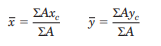 x̄ = ΣAx_c / ΣA    ȳ = ΣAy_c / ΣA